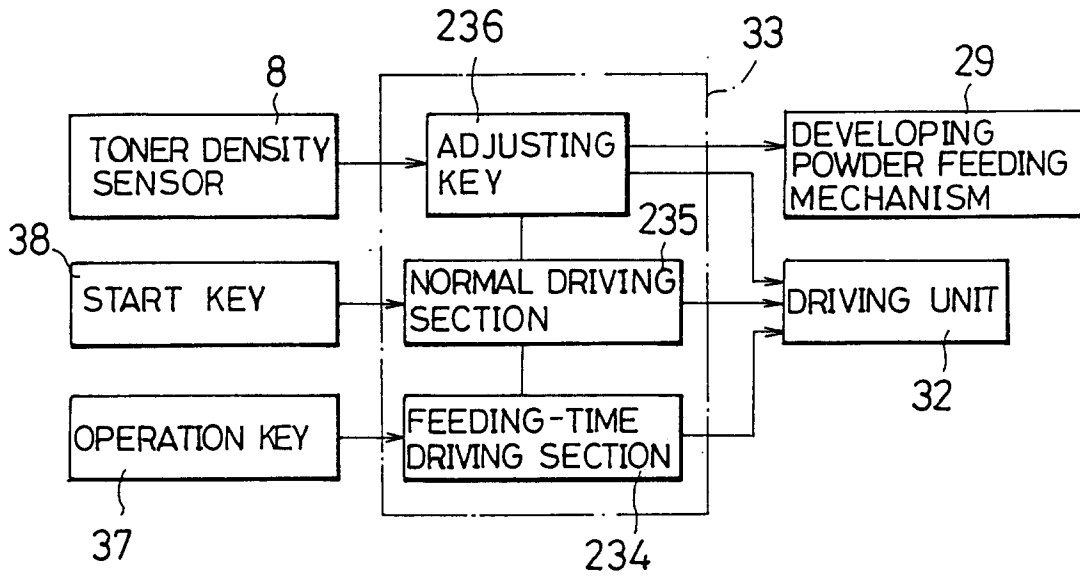 236
33
8
29
TONER DENSITY
SENSOR
ADJUSTING
KEY
DEVELOPING
POWDER FEEDING
MECHANISM
38
235
START KEY
NORMAL DRIVING
SECTION
DRIVING UNIT
32
OPERATION KEY
FEEDING-TIME
DRIVING SECTION
37
234